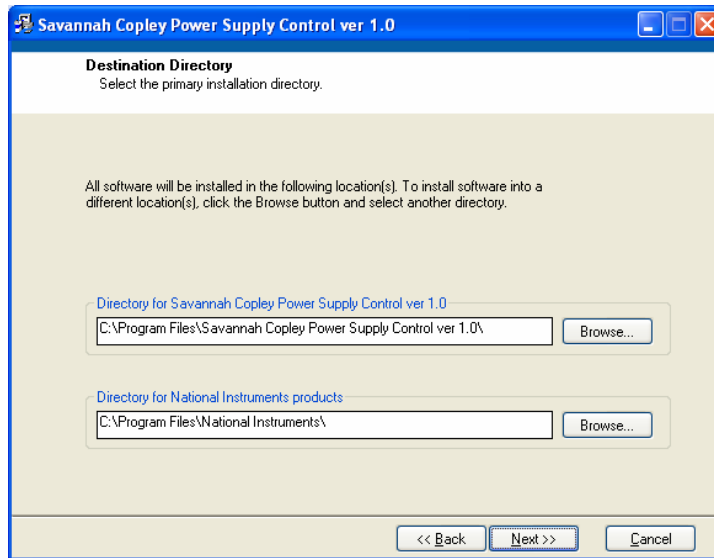 Savannah Copley Power Supply Control ver 1.0
Destination Directory
Select the primary installation directory.
All software will be installed in the following location(s). To install software into a
different location(s), click the Browse button and select another directory.
Directory for Savannah Copley Power Supply Control ver 1.0
C:\Program Files\Savannah Copley Power Supply Control ver 1.0\
Browse...
Directory for National Instruments products
C:\Program Files\National Instruments\
Browse...
<< Back
Next >>
Cancel